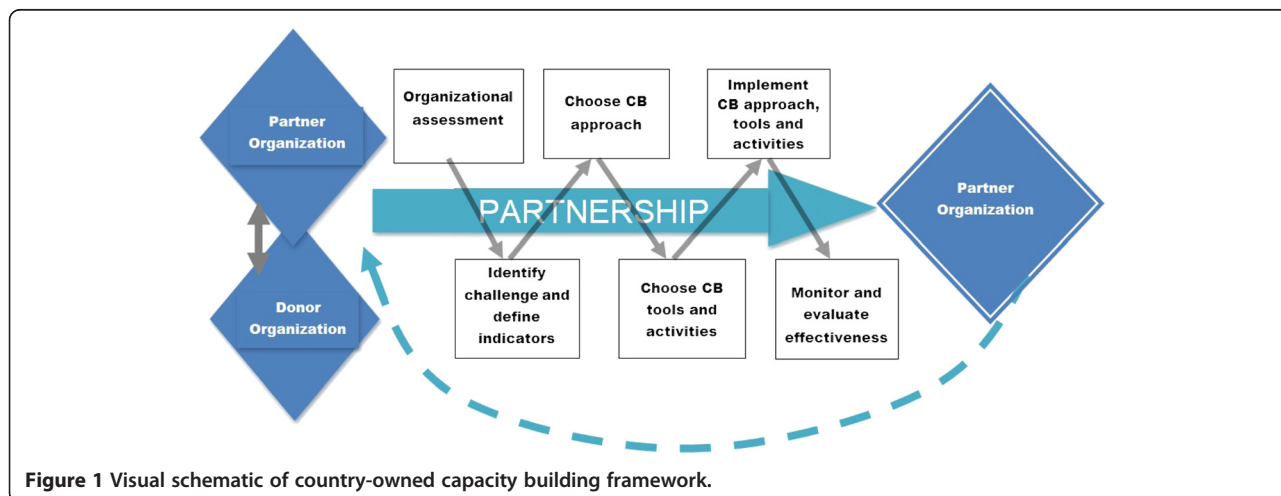 Partner
Organization
Donor
Organization
Organizational
assessment
Identify
challenge and
define
indicators
Choose CB
approach
Choose CB
tools and
activities
Implement
CB approach,
tools and
activities
Monitor and
evaluate
effectiveness
PARTNERSHIP
Partner
Organization
Figure 1 Visual schematic of country-owned capacity building framework.